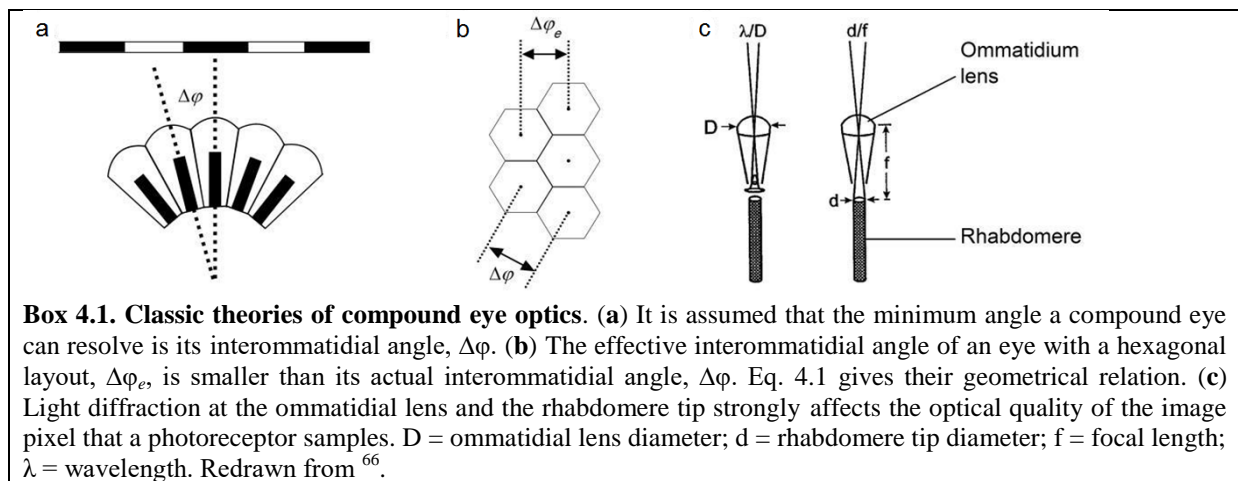 a
b
c
Δφ
Δφₑ
Δφ
λ/D
d/f
D
f
d
Ommatidium
lens
Rhabdomere
Box 4.1. Classic theories of compound eye optics. (a) It is assumed that the minimum angle a compound eye
can resolve is its interommatidial angle, Δφ. (b) The effective interommatidial angle of an eye with a hexagonal
layout, Δφₑ, is smaller than its actual interommatidial angle, Δφ. Eq. 4.1 gives their geometrical relation. (c)
Light diffraction at the ommatidial lens and the rhabdomere tip strongly affects the optical quality of the image
pixel that a photoreceptor samples. D = ommatidial lens diameter; d = rhabdomere tip diameter; f = focal length;
λ = wavelength. Redrawn from ⁶⁶.